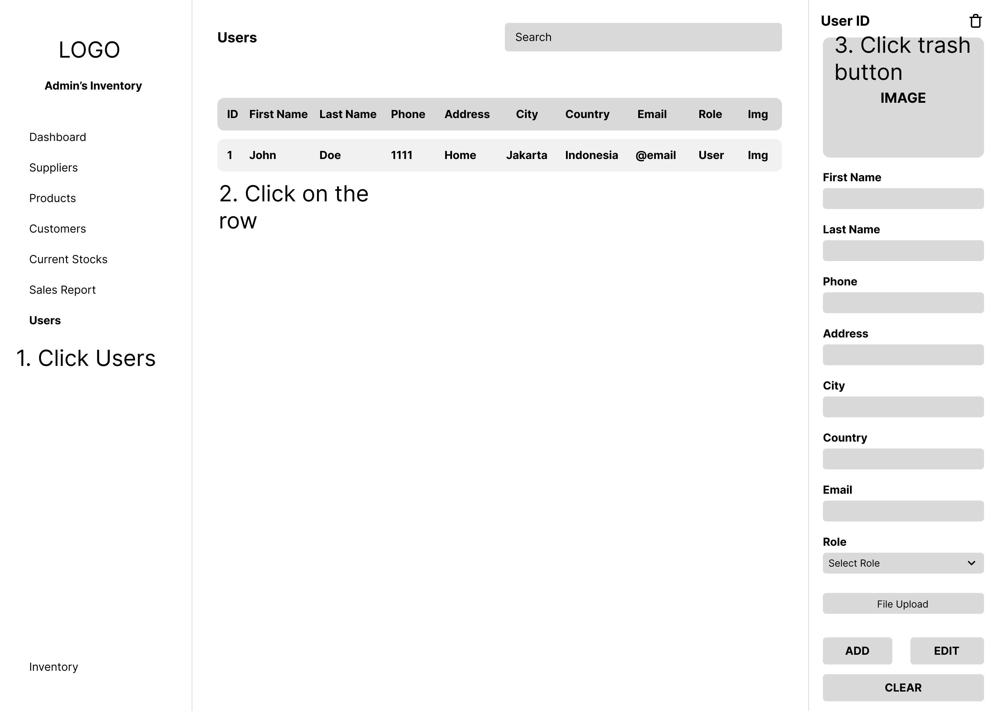 LOGO
Admin’s Inventory
Dashboard
Suppliers
Products
Customers
Current Stocks
Sales Report
Users
1. Click Users
Inventory
Users
Search
ID First Name Last Name Phone Address City Country Email Role Img
1 John Doe 1111 Home Jakarta Indonesia @email User Img
2. Click on the
row
User ID
3. Click trash
button
IMAGE
First Name
Last Name
Phone
Address
City
Country
Email
Role
Select Role
File Upload
ADD EDIT
CLEAR